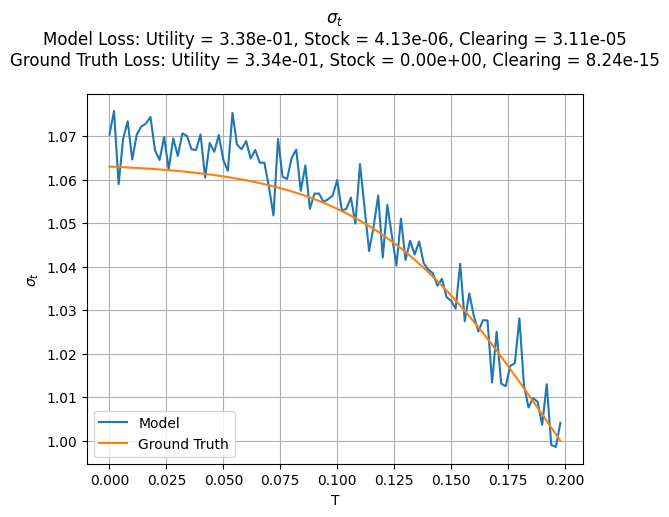 σₜ
Model Loss: Utility = 3.38e-01, Stock = 4.13e-06, Clearing = 3.11e-05
Ground Truth Loss: Utility = 3.34e-01, Stock = 0.00e+00, Clearing = 8.24e-15
1.07
1.06
1.05
1.04
1.03
1.02
1.01
1.00
σₜ
Model
Ground Truth
0.000 0.025 0.050 0.075 0.100 0.125 0.150 0.175 0.200
T